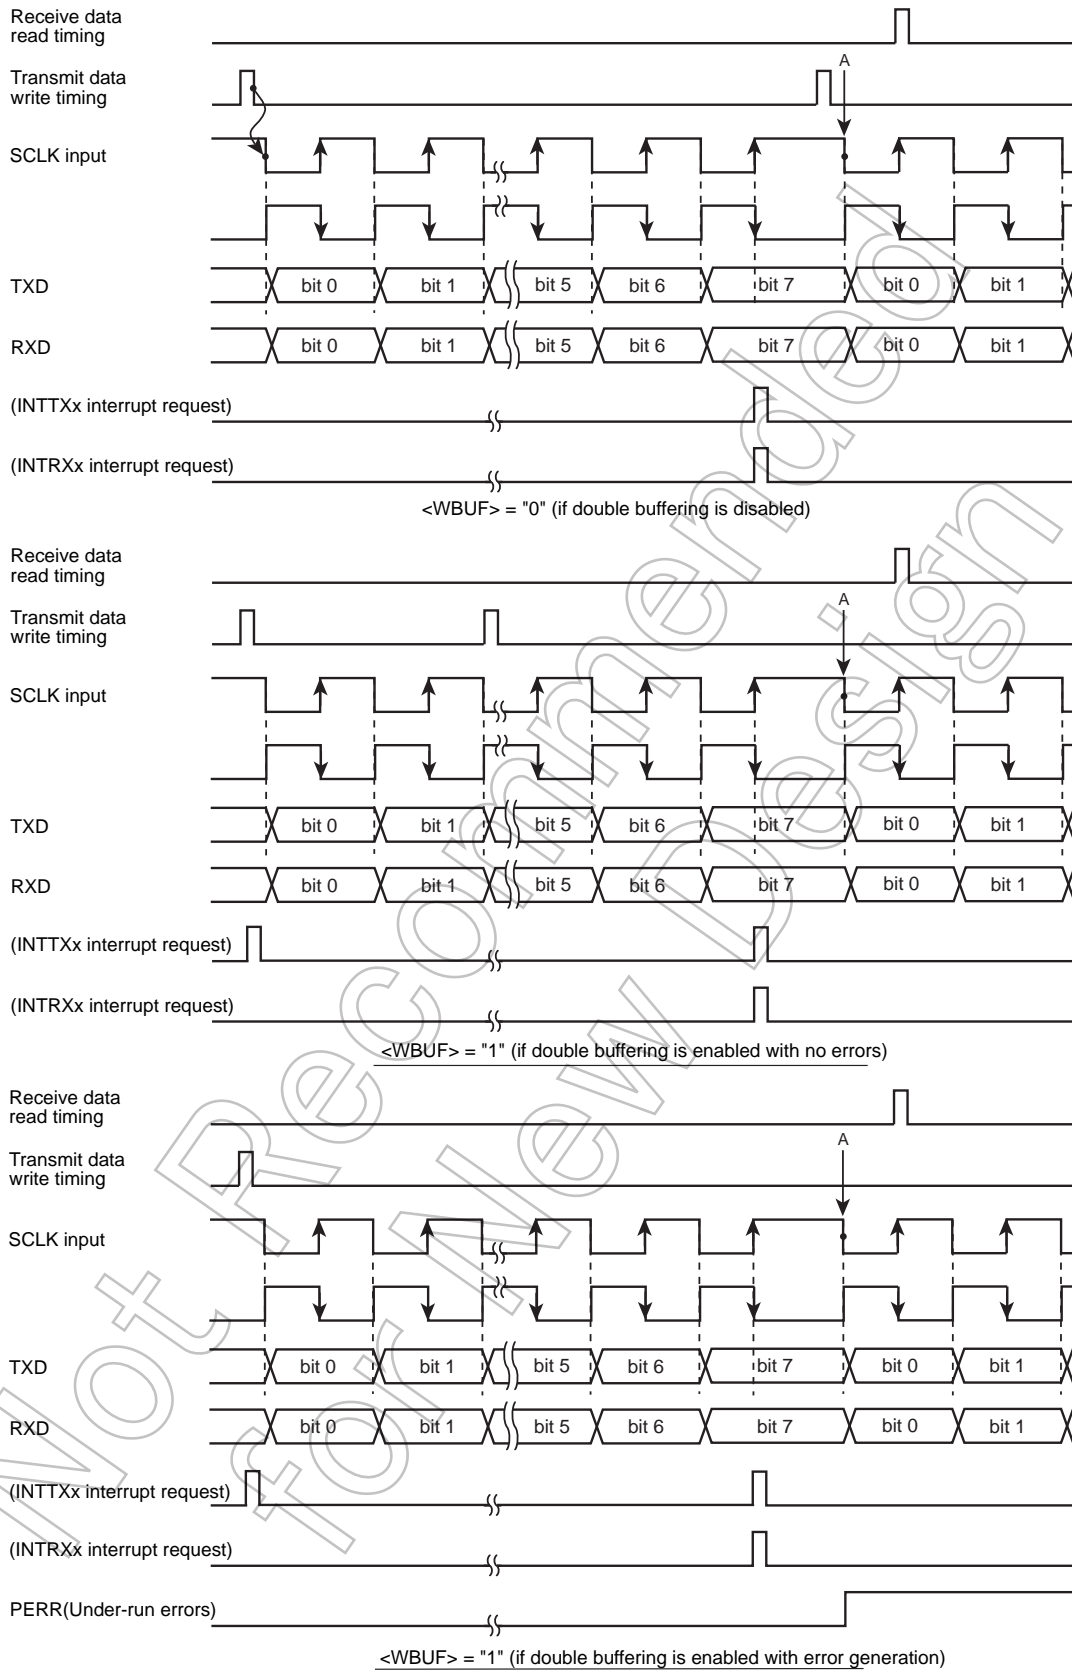 Receive data
read timing
A
Transmit data
write timing
SCLK input
TXD bit 0 bit 1 bit 5 bit 6 bit 7 bit 0 bit 1
RXD bit 0 bit 1 bit 5 bit 6 bit 7 bit 0 bit 1
(INTTXx interrupt request)
(INTRXx interrupt request)
<WBUF> = "0" (if double buffering is disabled)
Receive data
read timing
A
Transmit data
write timing
SCLK input
TXD bit 0 bit 1 bit 5 bit 6 bit 7 bit 0 bit 1
RXD bit 0 bit 1 bit 5 bit 6 bit 7 bit 0 bit 1
(INTTXx interrupt request)
(INTRXx interrupt request)
<WBUF> = "1" (if double buffering is enabled with no errors)
Receive data
read timing
A
Transmit data
write timing
SCLK input
TXD bit 0 bit 1 bit 5 bit 6 bit 7 bit 0 bit 1
RXD bit 0 bit 1 bit 5 bit 6 bit 7 bit 0 bit 1
(INTTXx interrupt request)
(INTRXx interrupt request)
PERR(Under-run errors)
<WBUF> = "1" (if double buffering is enabled with error generation)
Not Recommended
for New Design